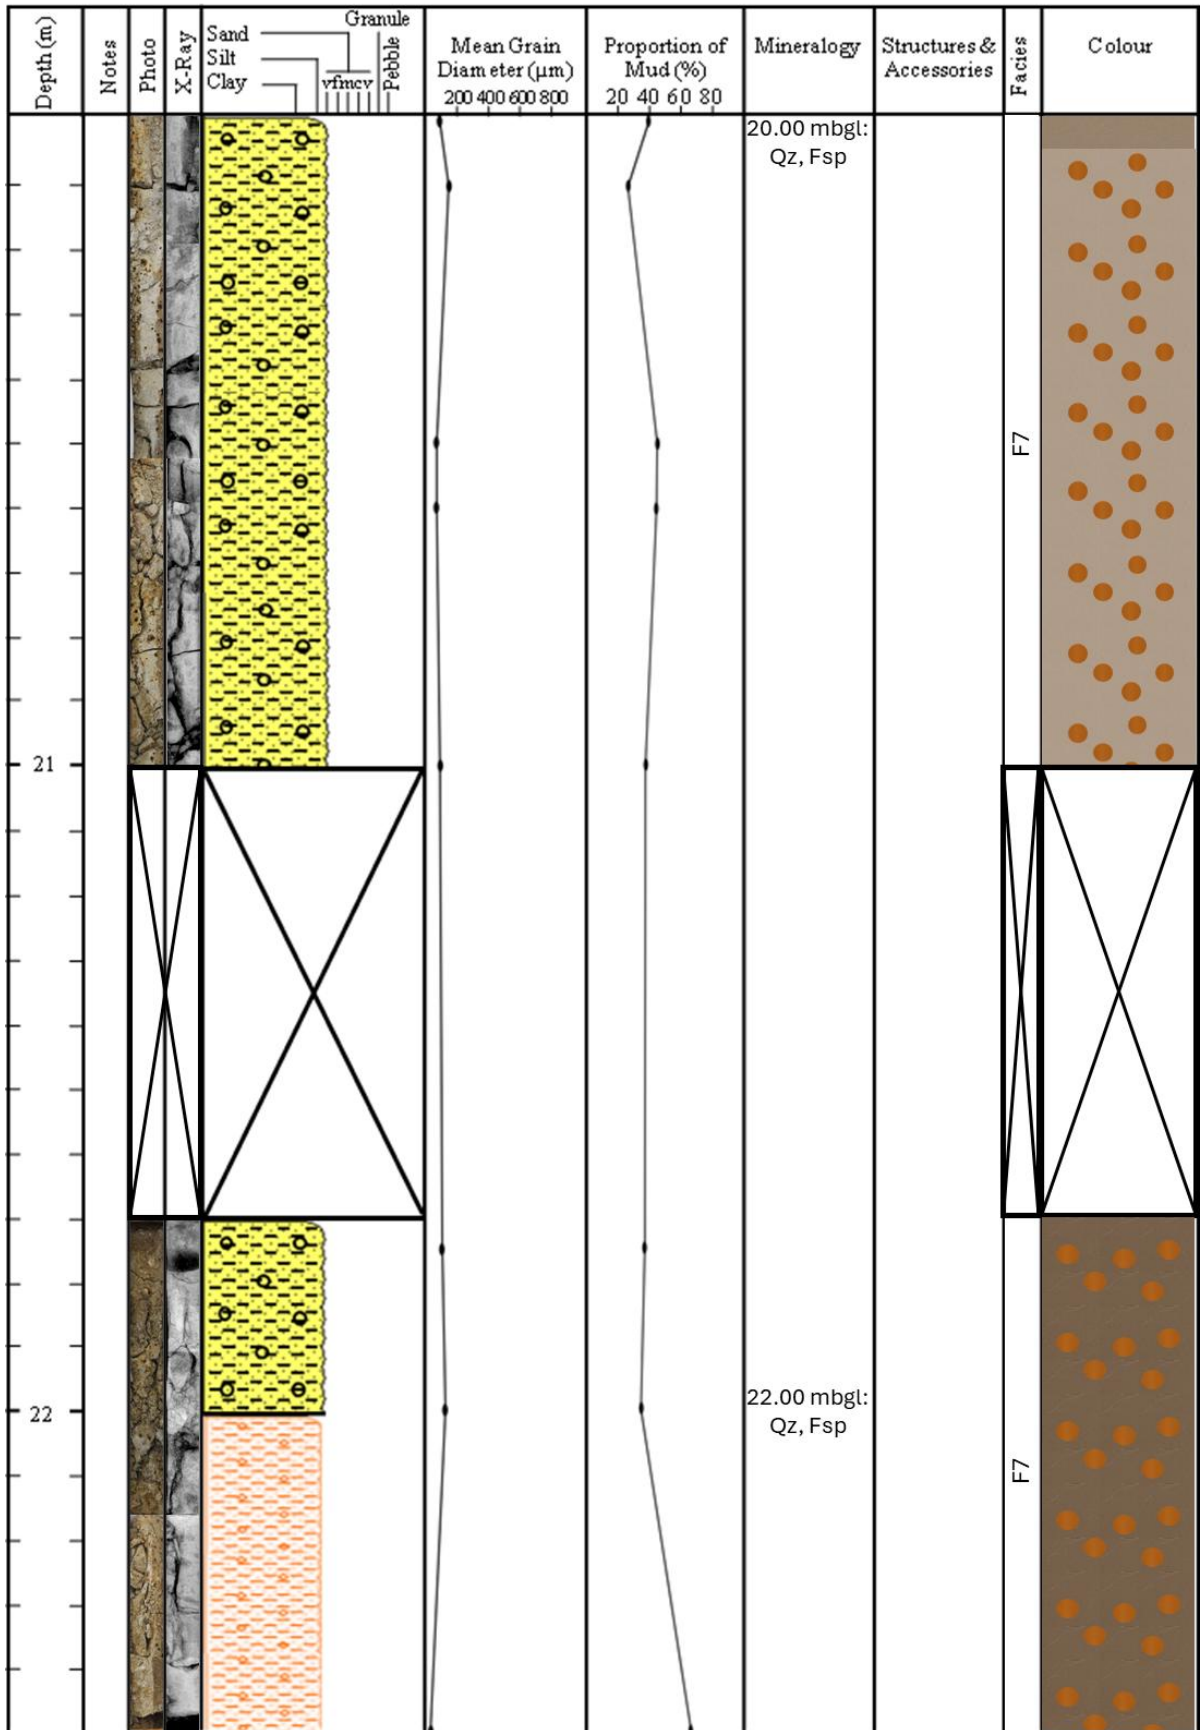 Depth (m)
Notes
Photo
X-Ray
Granule
Sand
Silt
Clay
vfmcv
Pebble
Mean Grain
Diameter (µm)
200 400 600 800
Proportion of
Mud (%)
20 40 60 80
Mineralogy
Structures &
Accessories
Facies
Colour
20.00 mbgl:
Qz, Fsp
F7
21
22
22.00 mbgl:
Qz, Fsp
F7